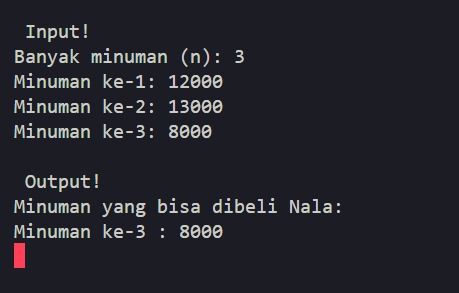 Input!
Banyak minuman (n): 3
Minuman ke-1: 12000
Minuman ke-2: 13000
Minuman ke-3: 8000
Output!
Minuman yang bisa dibeli Nala:
Minuman ke-3 : 8000